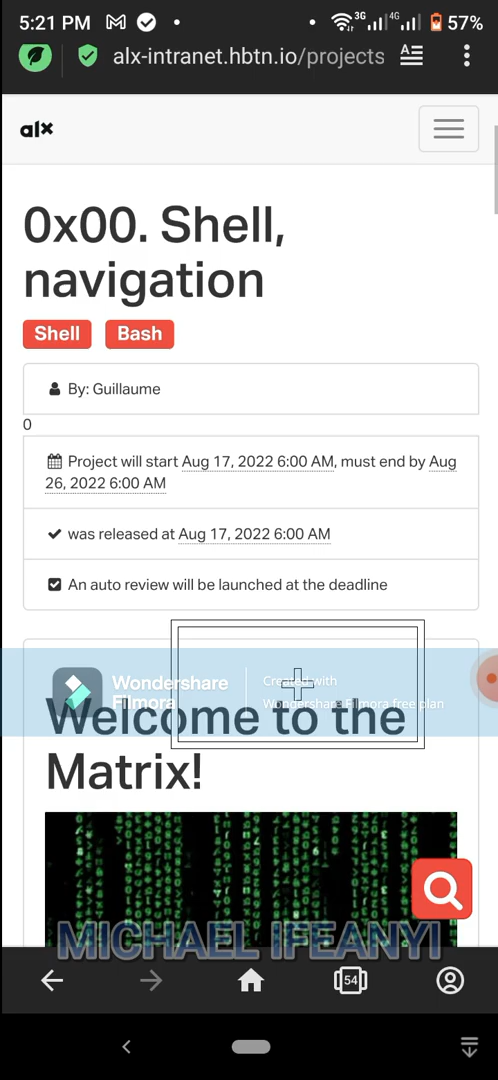 5:21 PM
3G
4G
57%
alx-intranet.hbtn.io/projects
alx
0x00. Shell,
navigation
Shell Bash
By: Guillaume
0
Project will start Aug 17, 2022 6:00 AM, must end by Aug
26, 2022 6:00 AM
was released at Aug 17, 2022 6:00 AM
An auto review will be launched at the deadline
Wondershare
Filmora
Created with
Wondershare Filmora free plan
Welcome to the
Matrix!
MICHAEL IFEANYI
54